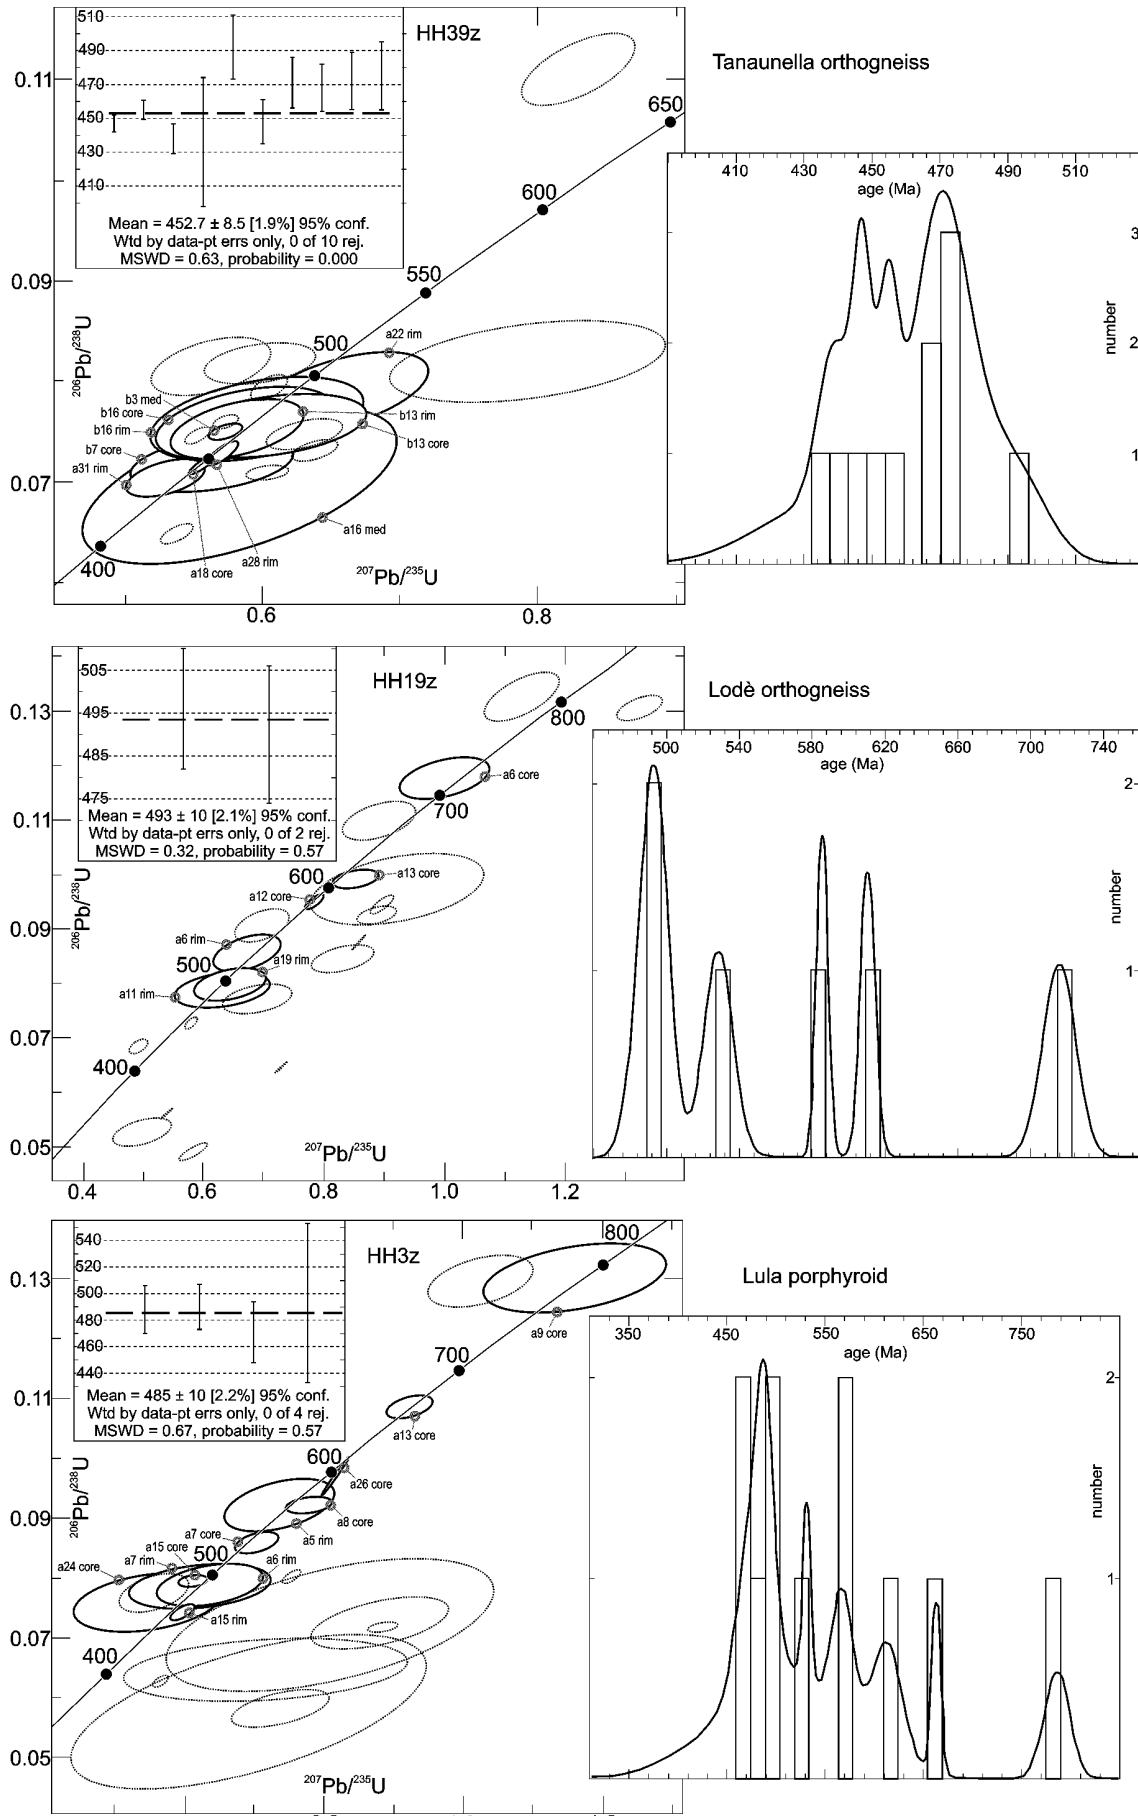 HH39z
Tanaunella orthogneiss
510
490
470
450
430
410
Mean = 452.7 ± 8.5 [1.9%] 95% conf.
Wtd by data-pt errs only, 0 of 10 rej.
MSWD = 0.63, probability = 0.000
0.11
0.09
0.07
206Pb/238U
650
600
550
500
400
a22 rim
b3 med
b16 core
b16 rim
b7 core
a31 rim
b13 rim
b13 core
a16 med
a28 rim
a18 core
207Pb/235U
0.6
0.8
410 430 450 470 490 510
age (Ma)
number
3
2
1
HH19z
Lodè orthogneiss
505
495
485
475
Mean = 493 ± 10 [2.1%] 95% conf.
Wtd by data-pt errs only, 0 of 2 rej.
MSWD = 0.32, probability = 0.57
0.13
0.11
0.09
0.07
0.05
206Pb/238U
800
700
600
500
400
a6 core
a13 core
a12 core
a6 rim
a19 rim
a11 rim
207Pb/235U
0.4 0.6 0.8 1.0 1.2
500 540 580 620 660 700 740
age (Ma)
number
2
1
HH3z
Lula porphyroid
540
520
500
480
460
440
Mean = 485 ± 10 [2.2%] 95% conf.
Wtd by data-pt errs only, 0 of 4 rej.
MSWD = 0.67, probability = 0.57
0.13
0.11
0.09
0.07
0.05
206Pb/238U
800
700
600
500
400
a9 core
a13 core
a26 core
a8 core
a5 rim
a7 core
a15 core
a7 rim
a24 core
a6 rim
a15 rim
207Pb/235U
350 450 550 650 750
age (Ma)
number
2
1